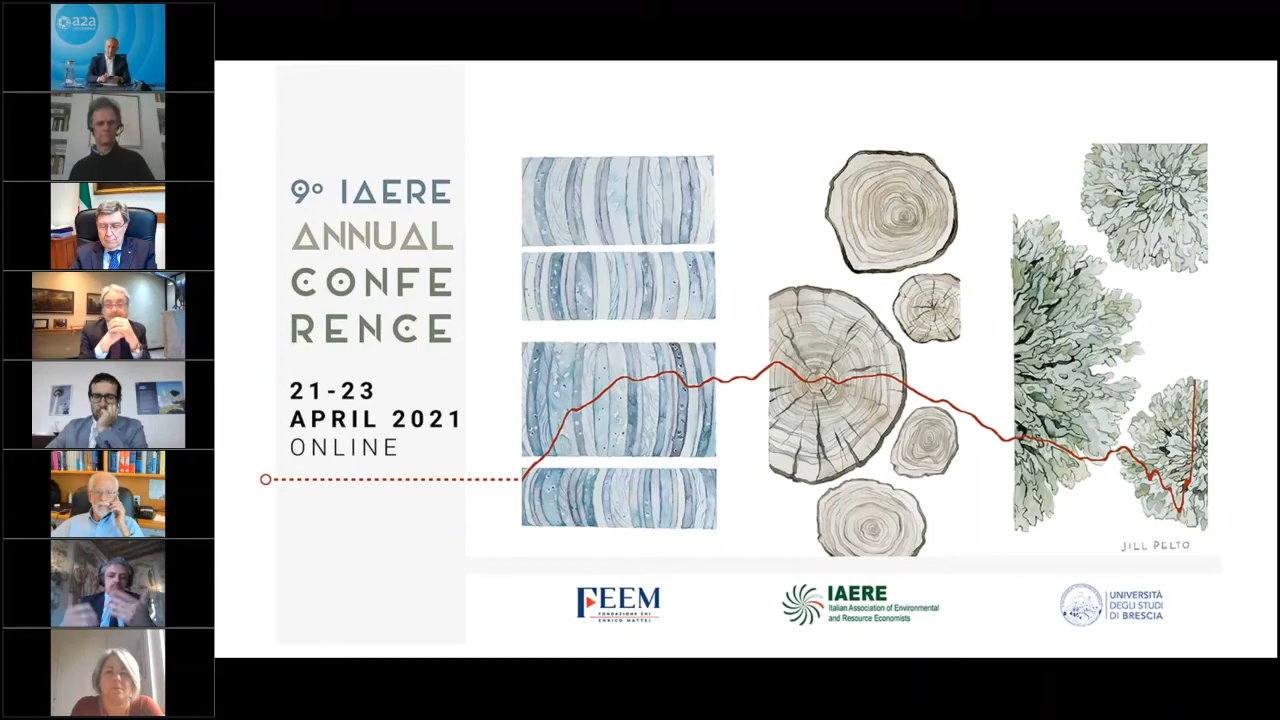 a2a
9° IAERE
ANNUAL
CONFE
RENCE
21-23
APRIL 2021
ONLINE
JILL PELTO
FEEM
FONDAZIONE ENI
ENRICO MATTEI
IAERE
Italian Association of Environmental
and Resource Economists
UNIVERSITÀ
DEGLI STUDI
DI BRESCIA